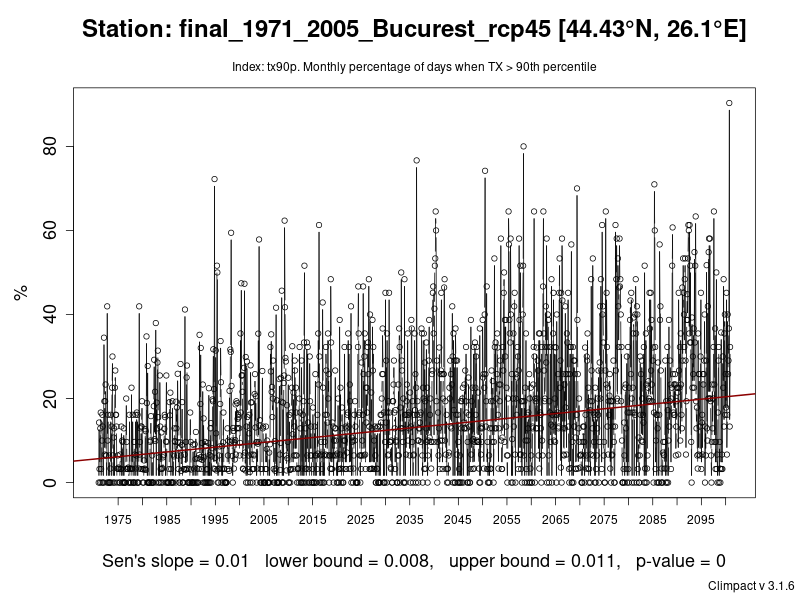 Station: final_1971_2005_Bucurest_rcp45 [44.43°N, 26.1°E]
Index: tx90p. Monthly percentage of days when TX > 90th percentile
%
80
60
40
20
0
1975 1985 1995 2005 2015 2025 2035 2045 2055 2065 2075 2085 2095
Sen's slope = 0.01 lower bound = 0.008, upper bound = 0.011, p-value = 0
Climpact v 3.1.6